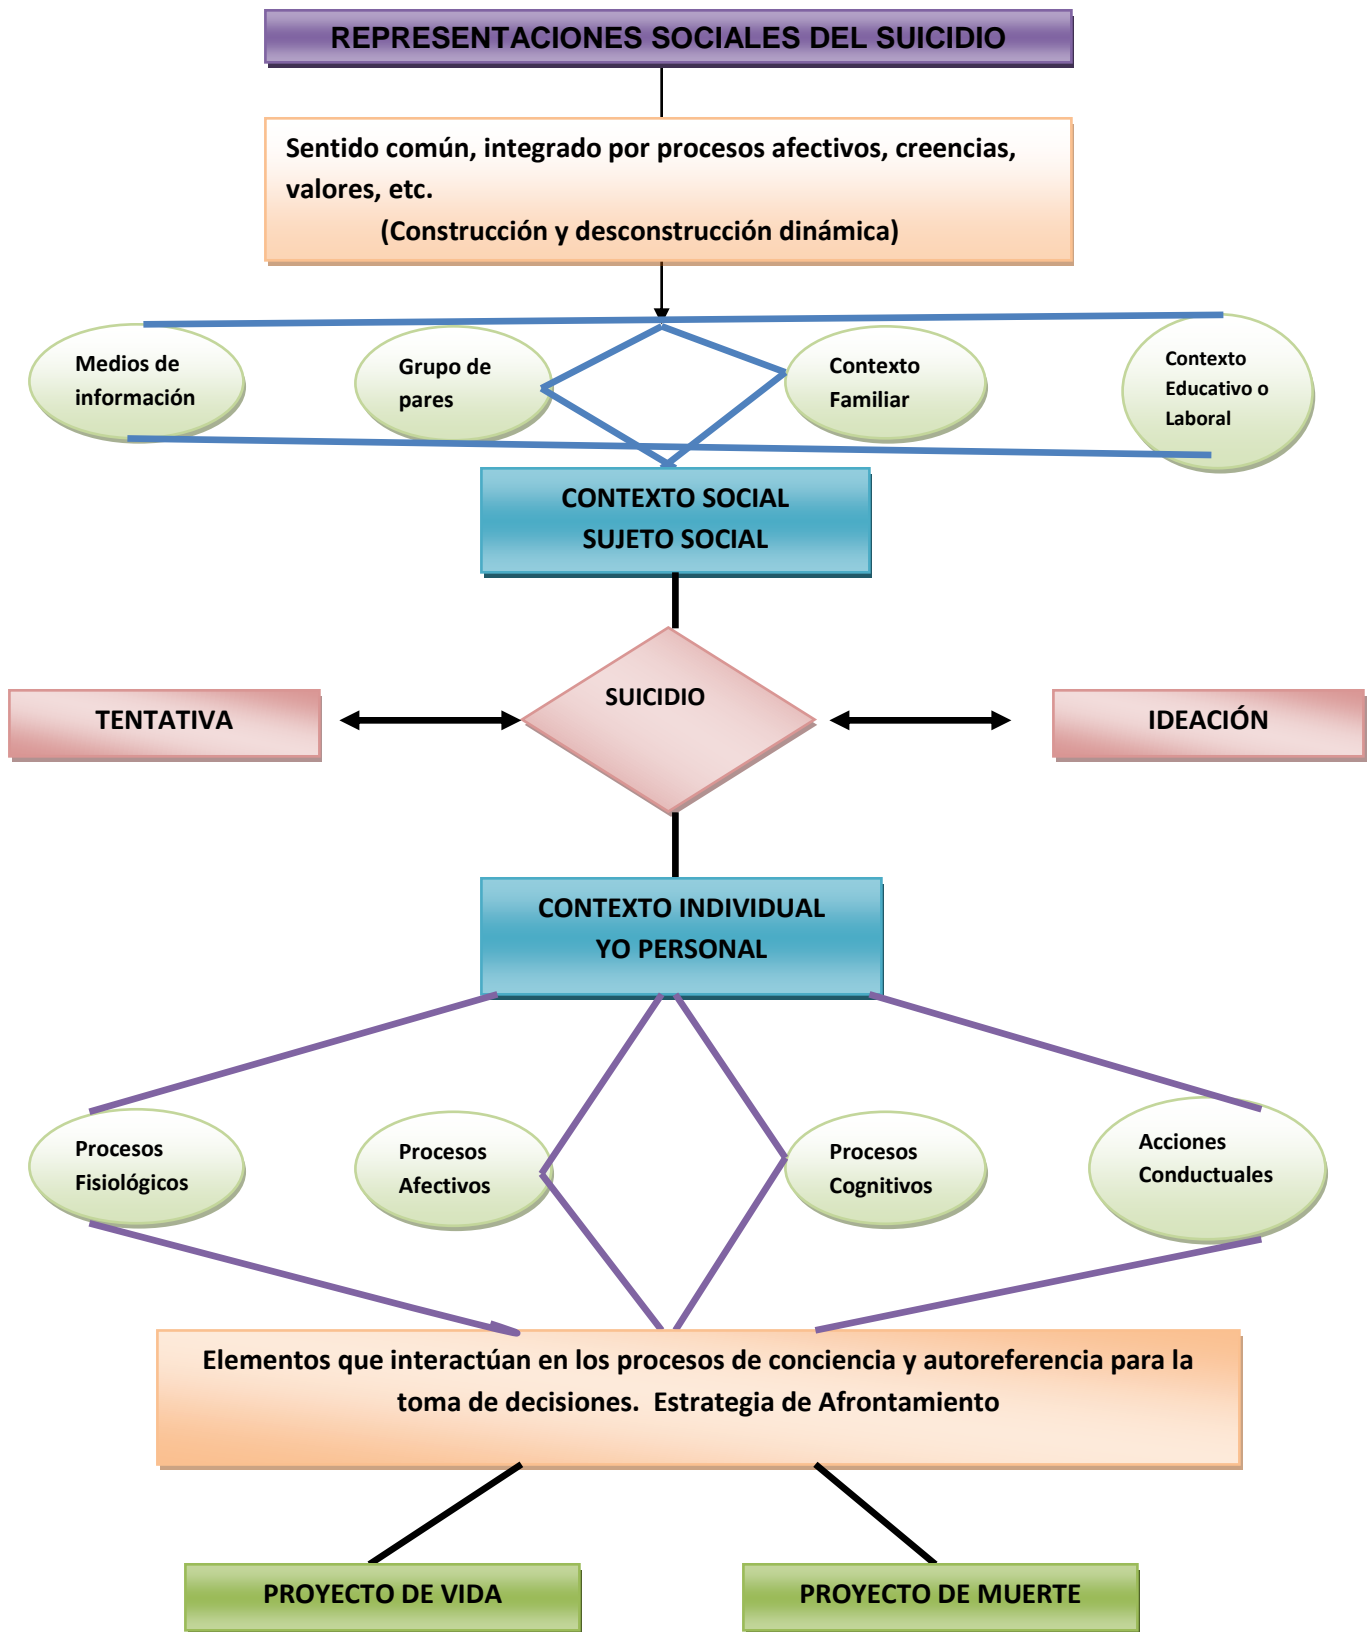 REPRESENTACIONES SOCIALES DEL SUICIDIO
Sentido común, integrado por procesos afectivos, creencias,
valores, etc.
(Construcción y desconstrucción dinámica)
Medios de
información
Grupo de
pares
Contexto
Familiar
Contexto
Educativo o
Laboral
CONTEXTO SOCIAL
SUJETO SOCIAL
TENTATIVA
SUICIDIO
IDEACIÓN
CONTEXTO INDIVIDUAL
YO PERSONAL
Procesos
Fisiológicos
Procesos
Afectivos
Procesos
Cognitivos
Acciones
Conductuales
Elementos que interactúan en los procesos de conciencia y autoreferencia para la
toma de decisiones.  Estrategia de Afrontamiento
PROYECTO DE VIDA
PROYECTO DE MUERTE